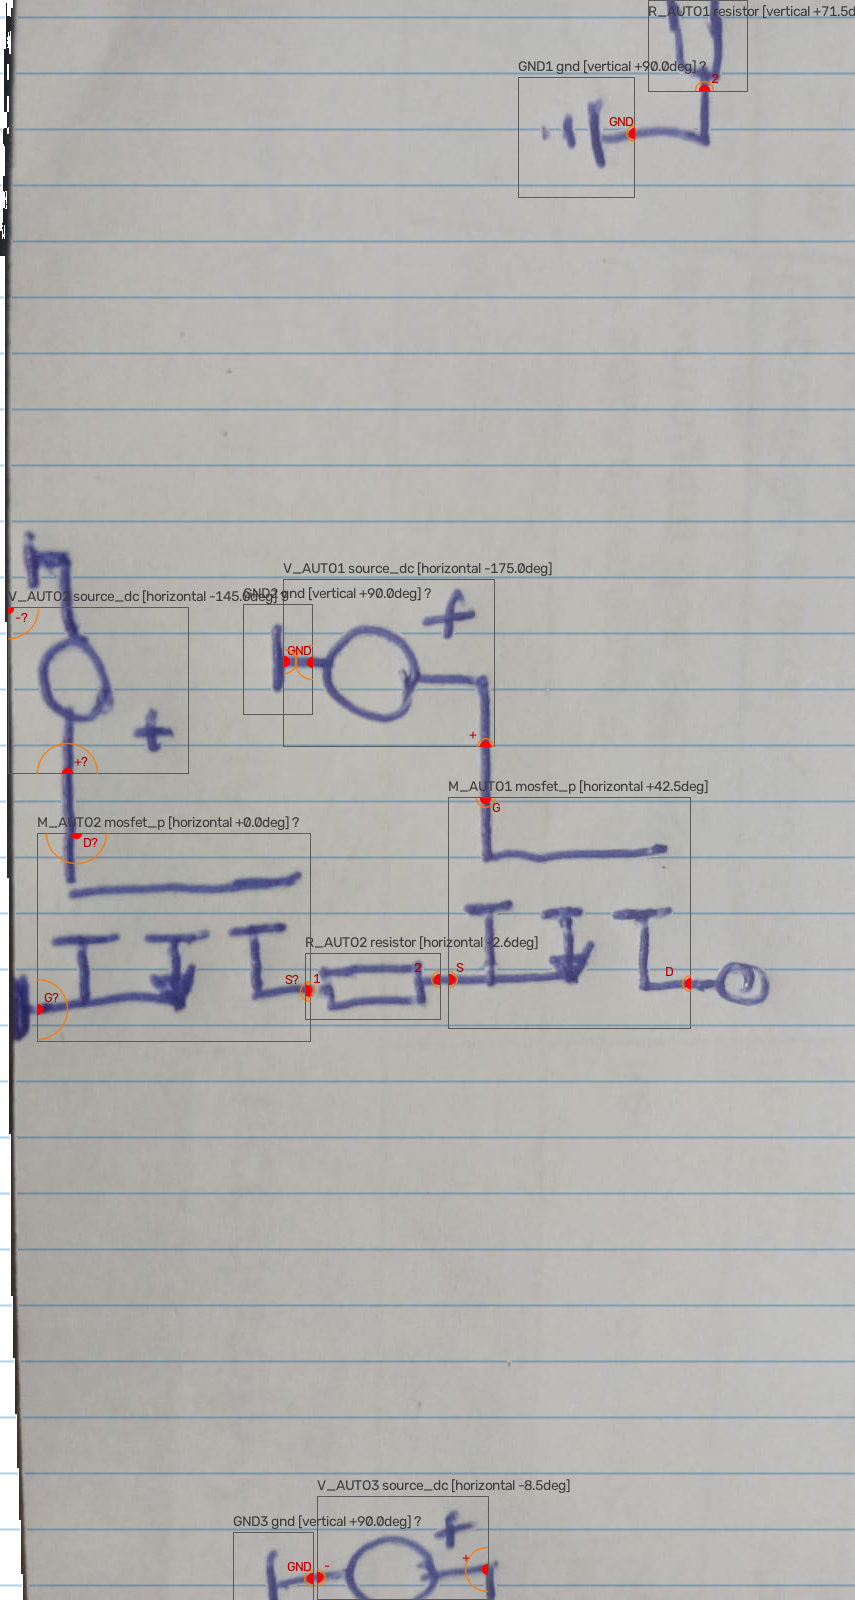 R_AUTO1 resistor [vertical +71.5d
2
GND1 gnd [vertical +90.0deg] ?
GND
V_AUTO1 source_dc [horizontal -175.0deg]
V_AUTO2 source_dc [horizontal -145.0deg] ?
GND2 gnd [vertical +90.0deg] ?
-?
GND
+
+
+
+?
M_AUTO1 mosfet_p [horizontal +42.5deg]
G
M_AUTO2 mosfet_p [horizontal +0.0deg] ?
D?
R_AUTO2 resistor [horizontal -2.6deg]
G?
S?
1
2
S
D
V_AUTO3 source_dc [horizontal -8.5deg]
GND3 gnd [vertical +90.0deg] ?
+
GND
-
+